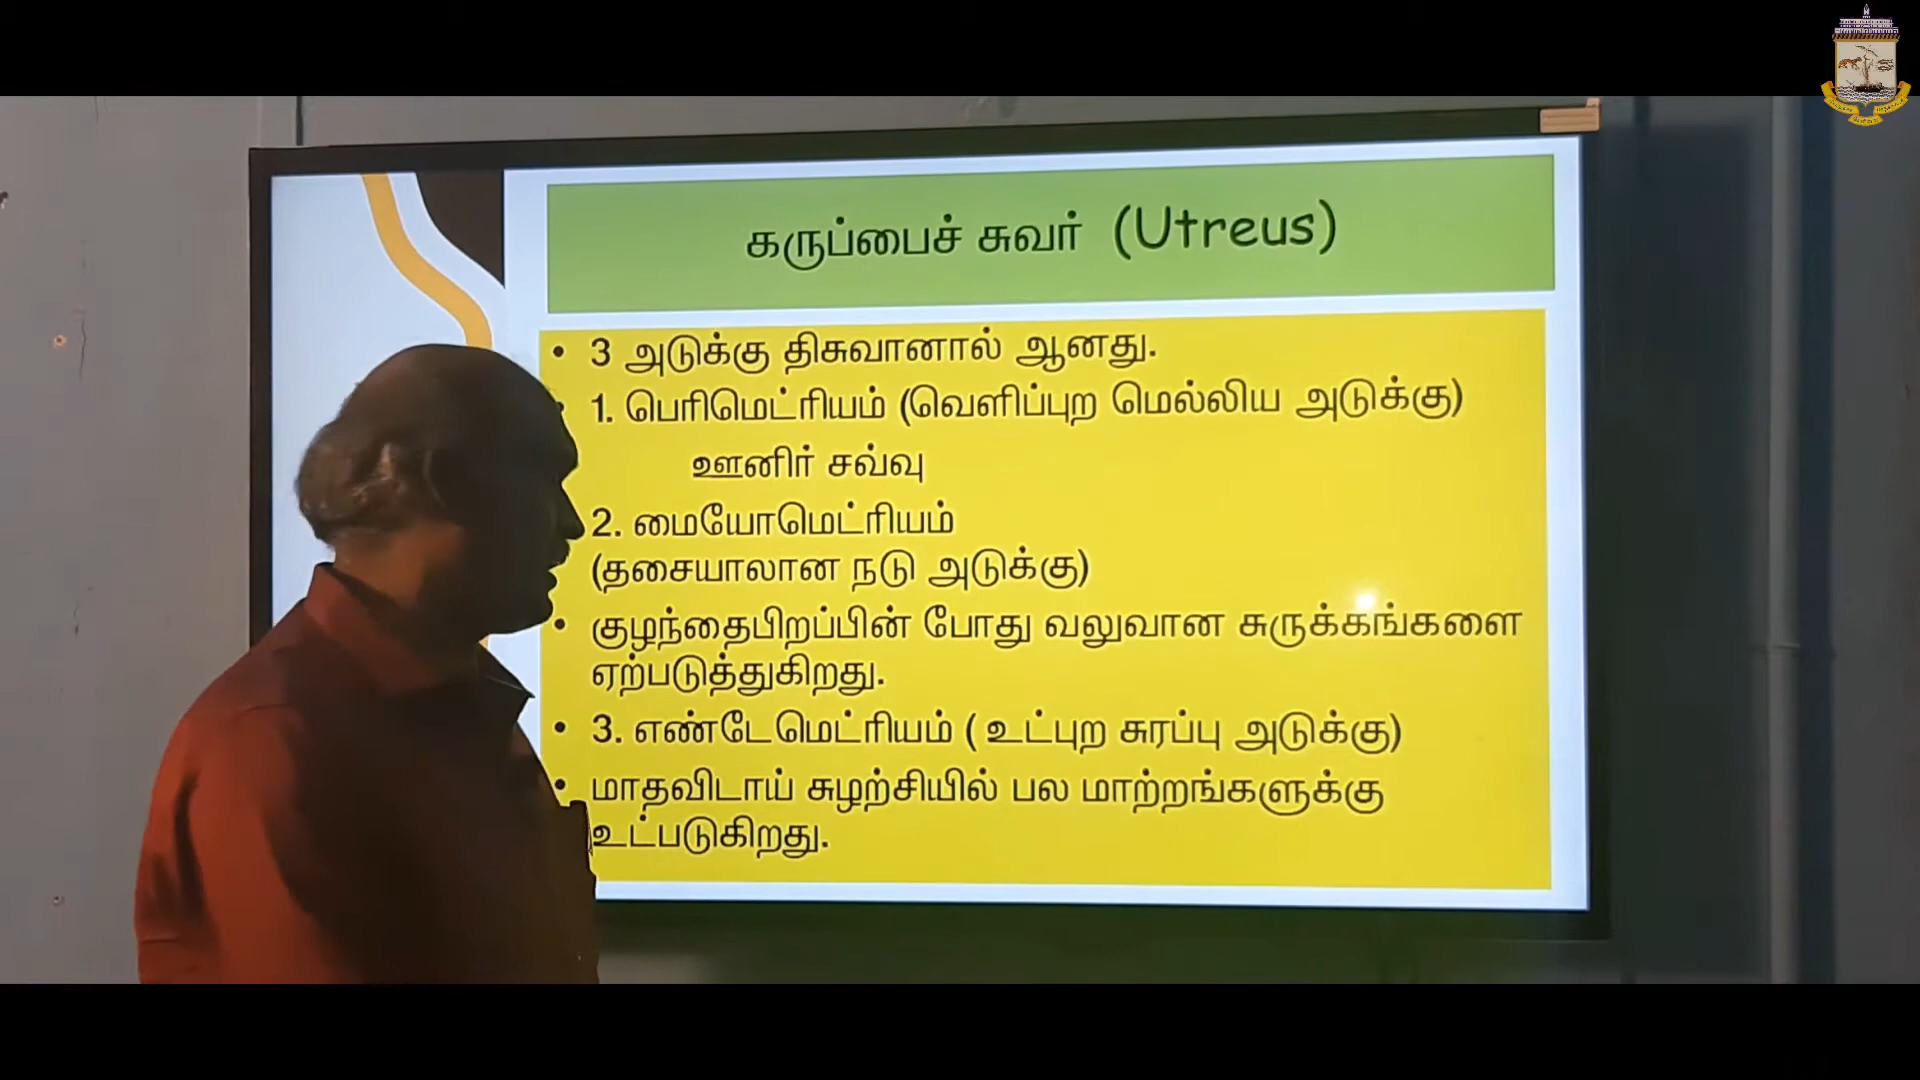 கருப்பைச் சுவர் (Utreus)
• 3 அடுக்கு திசுவானால் ஆனது.
• 1. பெரிமெட்ரியம் (வெளிப்புற மெல்லிய அடுக்கு)
ஊனிர் சவ்வு
2. மையோமெட்ரியம்
(தசையாலான நடு அடுக்கு)
• குழந்தைபிறப்பின் போது வலுவான சுருக்கங்களை
ஏற்படுத்துகிறது.
• 3. எண்டேமெட்ரியம் ( உட்புற சுரப்பு அடுக்கு)
• மாதவிடாய் சுழற்சியில் பல மாற்றங்களுக்கு
உட்படுகிறது.